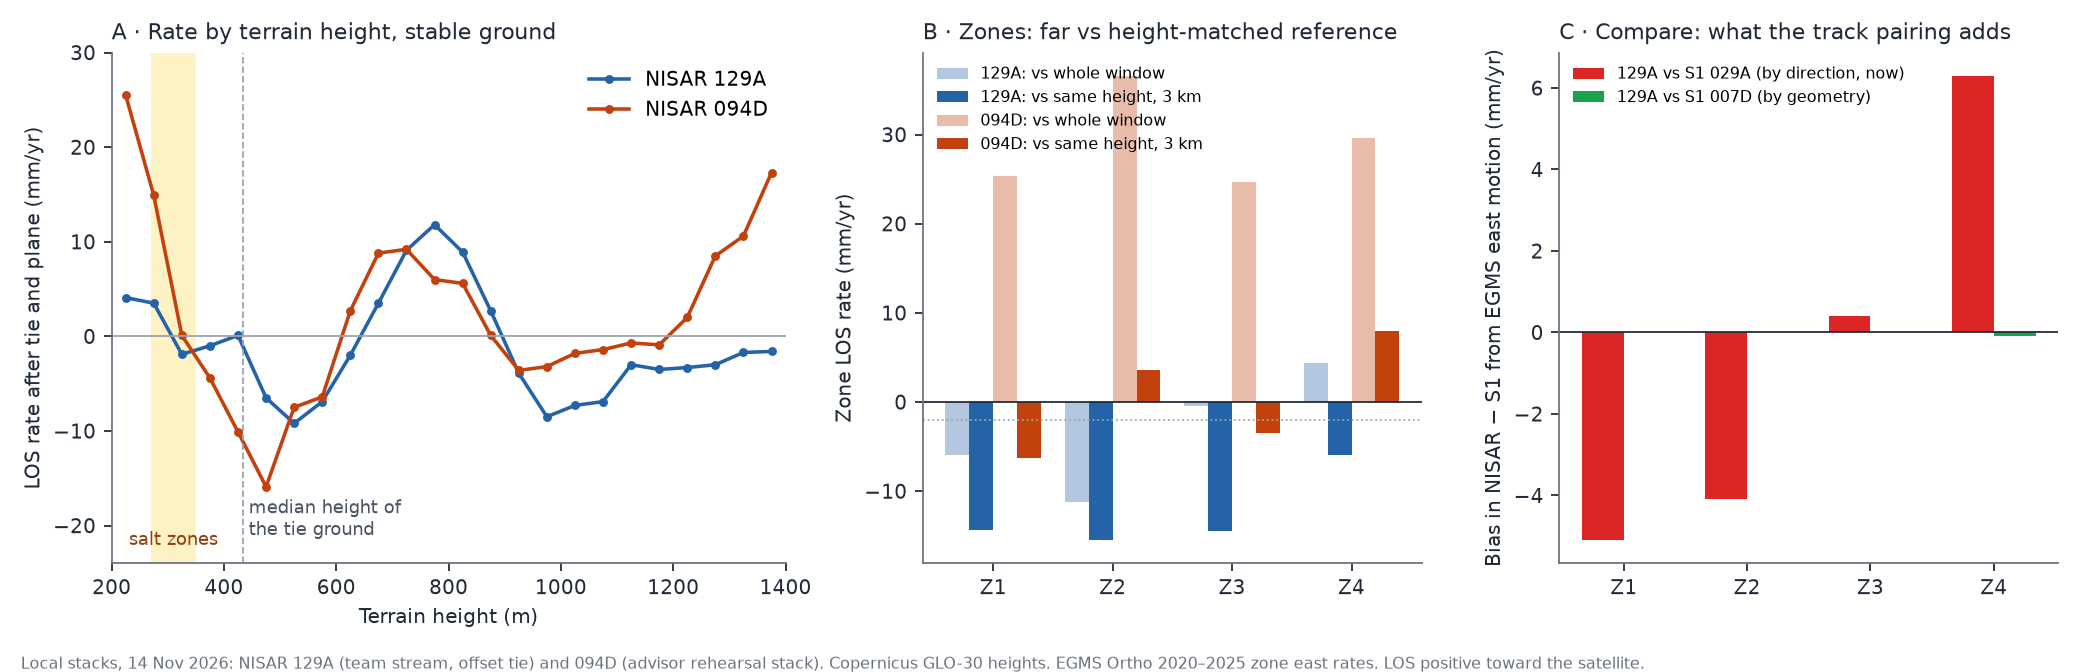 A · Rate by terrain height, stable ground
LOS rate after tie and plane (mm/yr)
30
20
10
0
−10
−20
NISAR 129A
NISAR 094D
salt zones
median height of
the tie ground
200
400
600
800
1000
1200
1400
Terrain height (m)
B · Zones: far vs height-matched reference
Zone LOS rate (mm/yr)
30
20
10
0
−10
129A: vs whole window
129A: vs same height, 3 km
094D: vs whole window
094D: vs same height, 3 km
Z1
Z2
Z3
Z4
C · Compare: what the track pairing adds
Bias in NISAR − S1 from EGMS east motion (mm/yr)
6
4
2
0
−2
−4
129A vs S1 029A (by direction, now)
129A vs S1 007D (by geometry)
Z1
Z2
Z3
Z4
Local stacks, 14 Nov 2026: NISAR 129A (team stream, offset tie) and 094D (advisor rehearsal stack). Copernicus GLO-30 heights. EGMS Ortho 2020–2025 zone east rates. LOS positive toward the satellite.